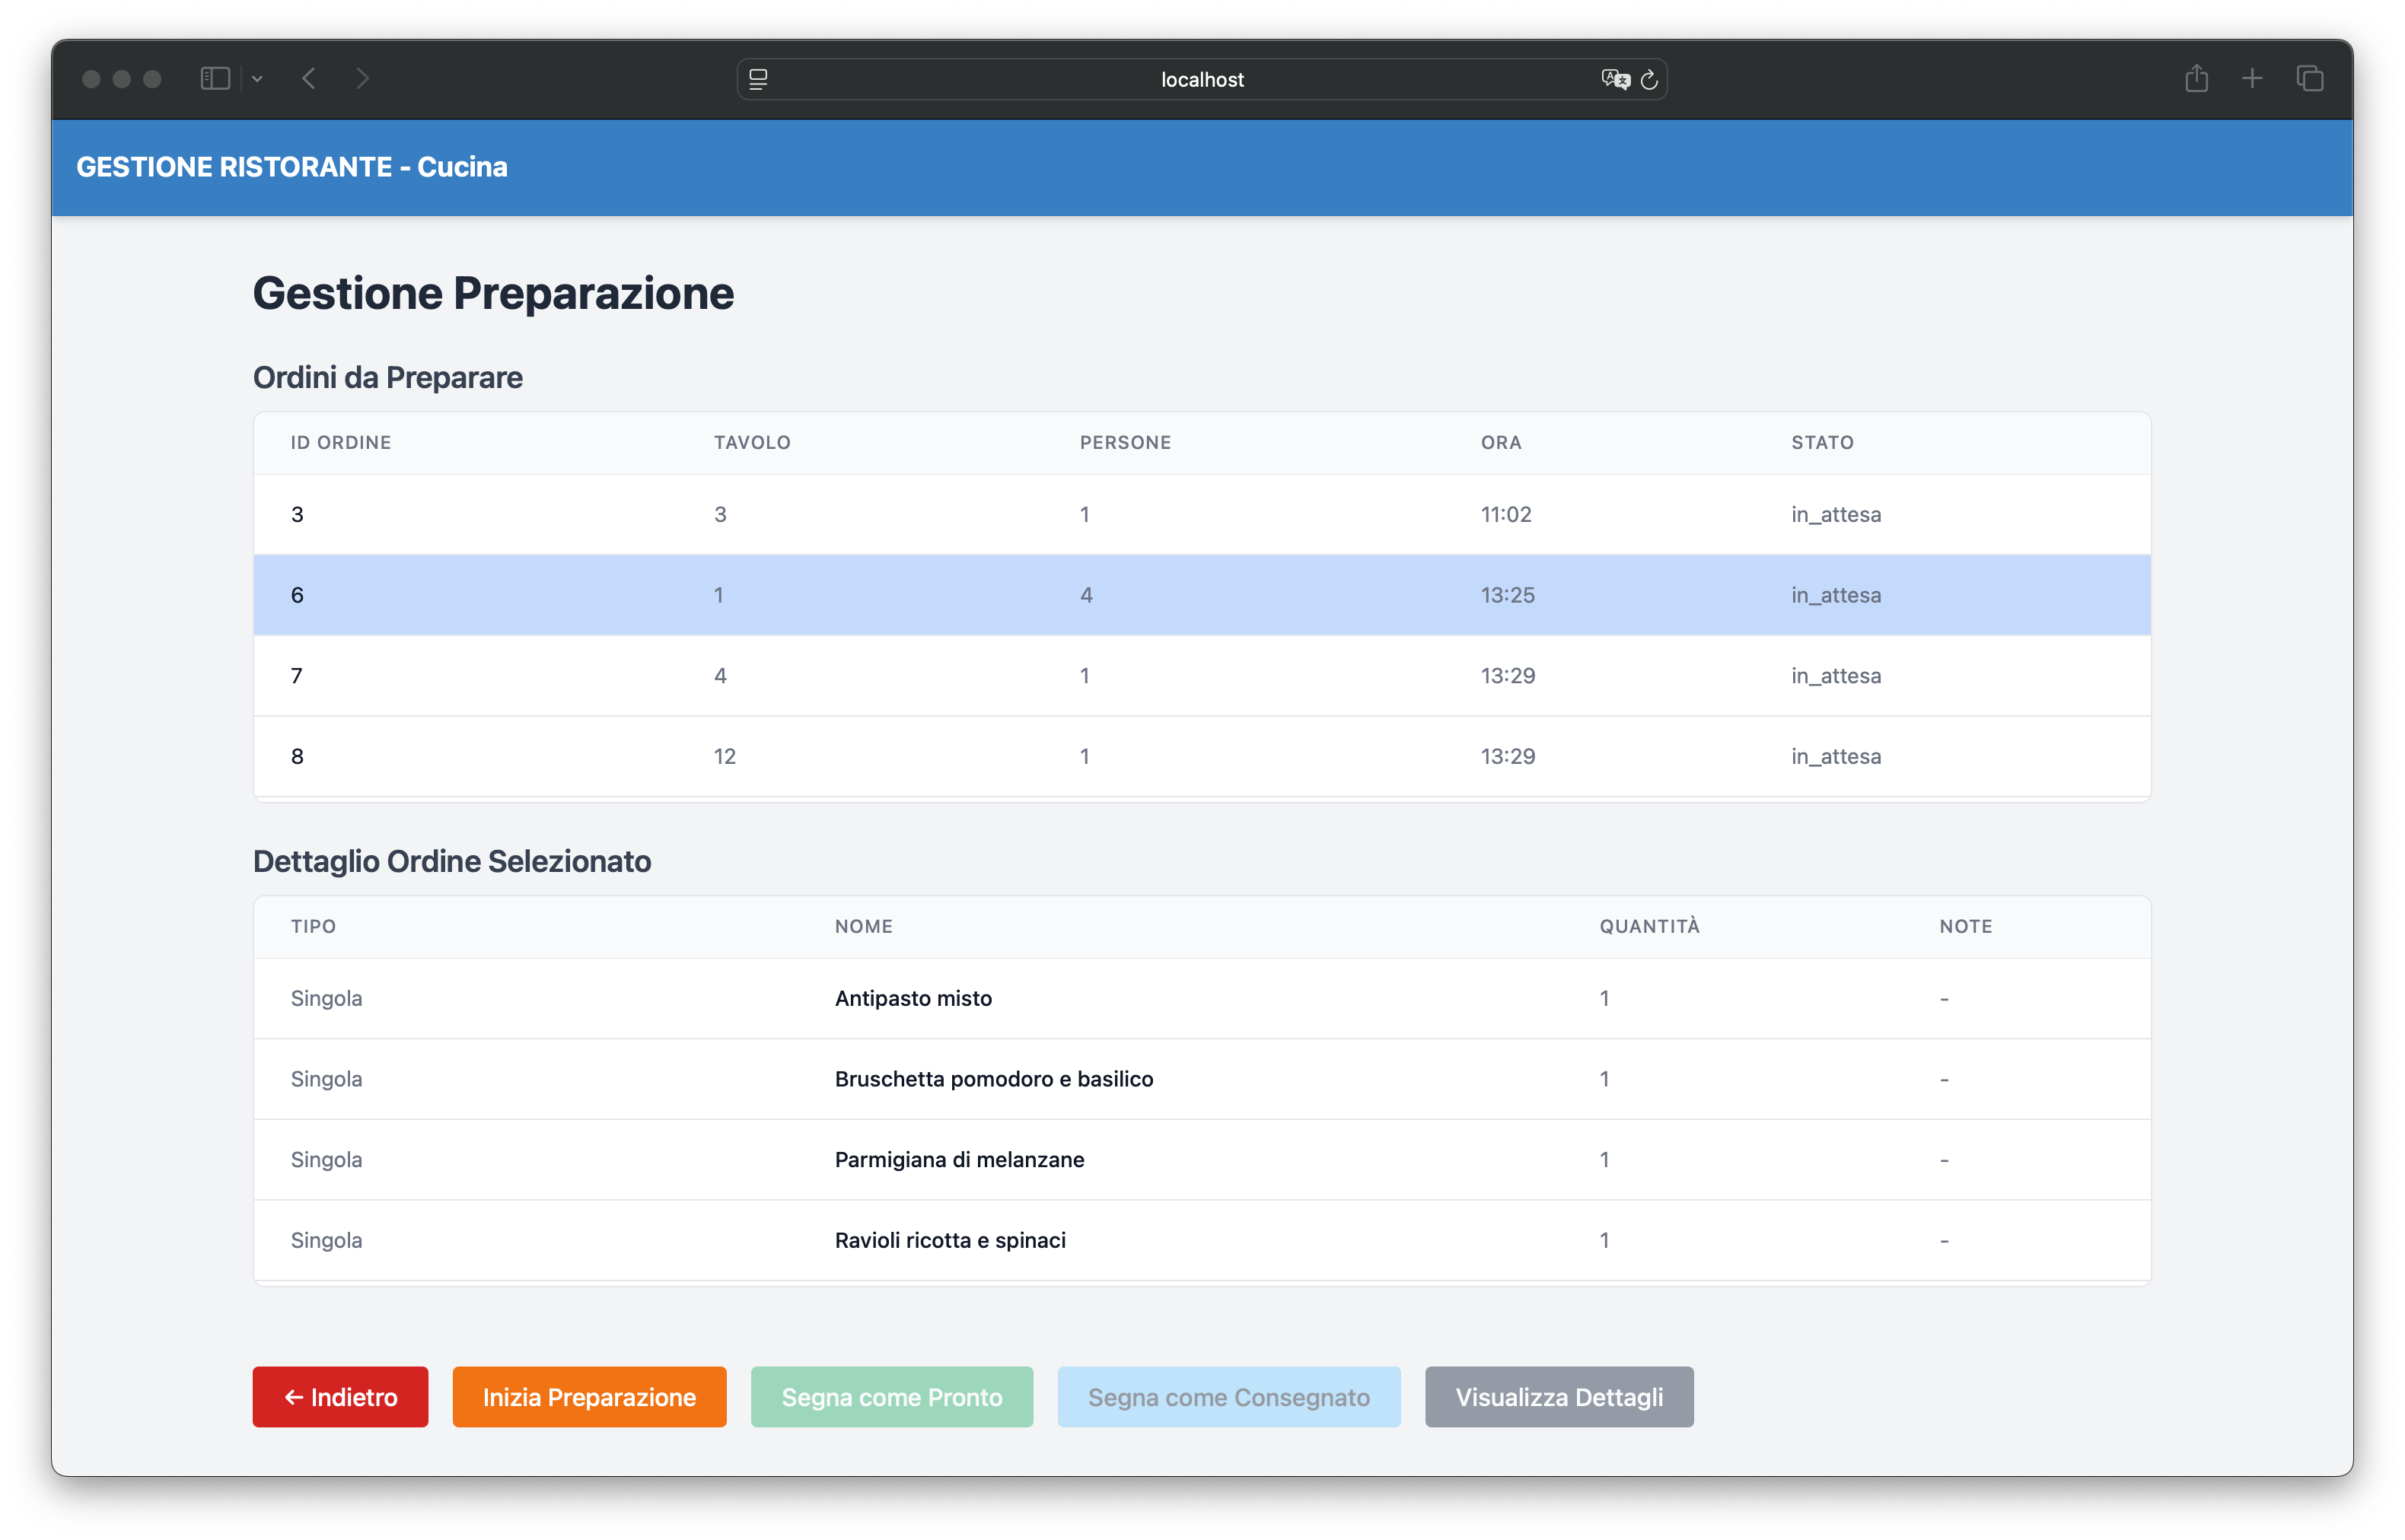 localhost
GESTIONE RISTORANTE - Cucina
Gestione Preparazione
Ordini da Preparare
ID ORDINE TAVOLO PERSONE ORA STATO
3 3 1 11:02 in_attesa
6 1 4 13:25 in_attesa
7 4 1 13:29 in_attesa
8 12 1 13:29 in_attesa
Dettaglio Ordine Selezionato
TIPO NOME QUANTITÀ NOTE
Singola Antipasto misto 1 -
Singola Bruschetta pomodoro e basilico 1 -
Singola Parmigiana di melanzane 1 -
Singola Ravioli ricotta e spinaci 1 -
← Indietro Inizia Preparazione Segna come Pronto Segna come Consegnato Visualizza Dettagli